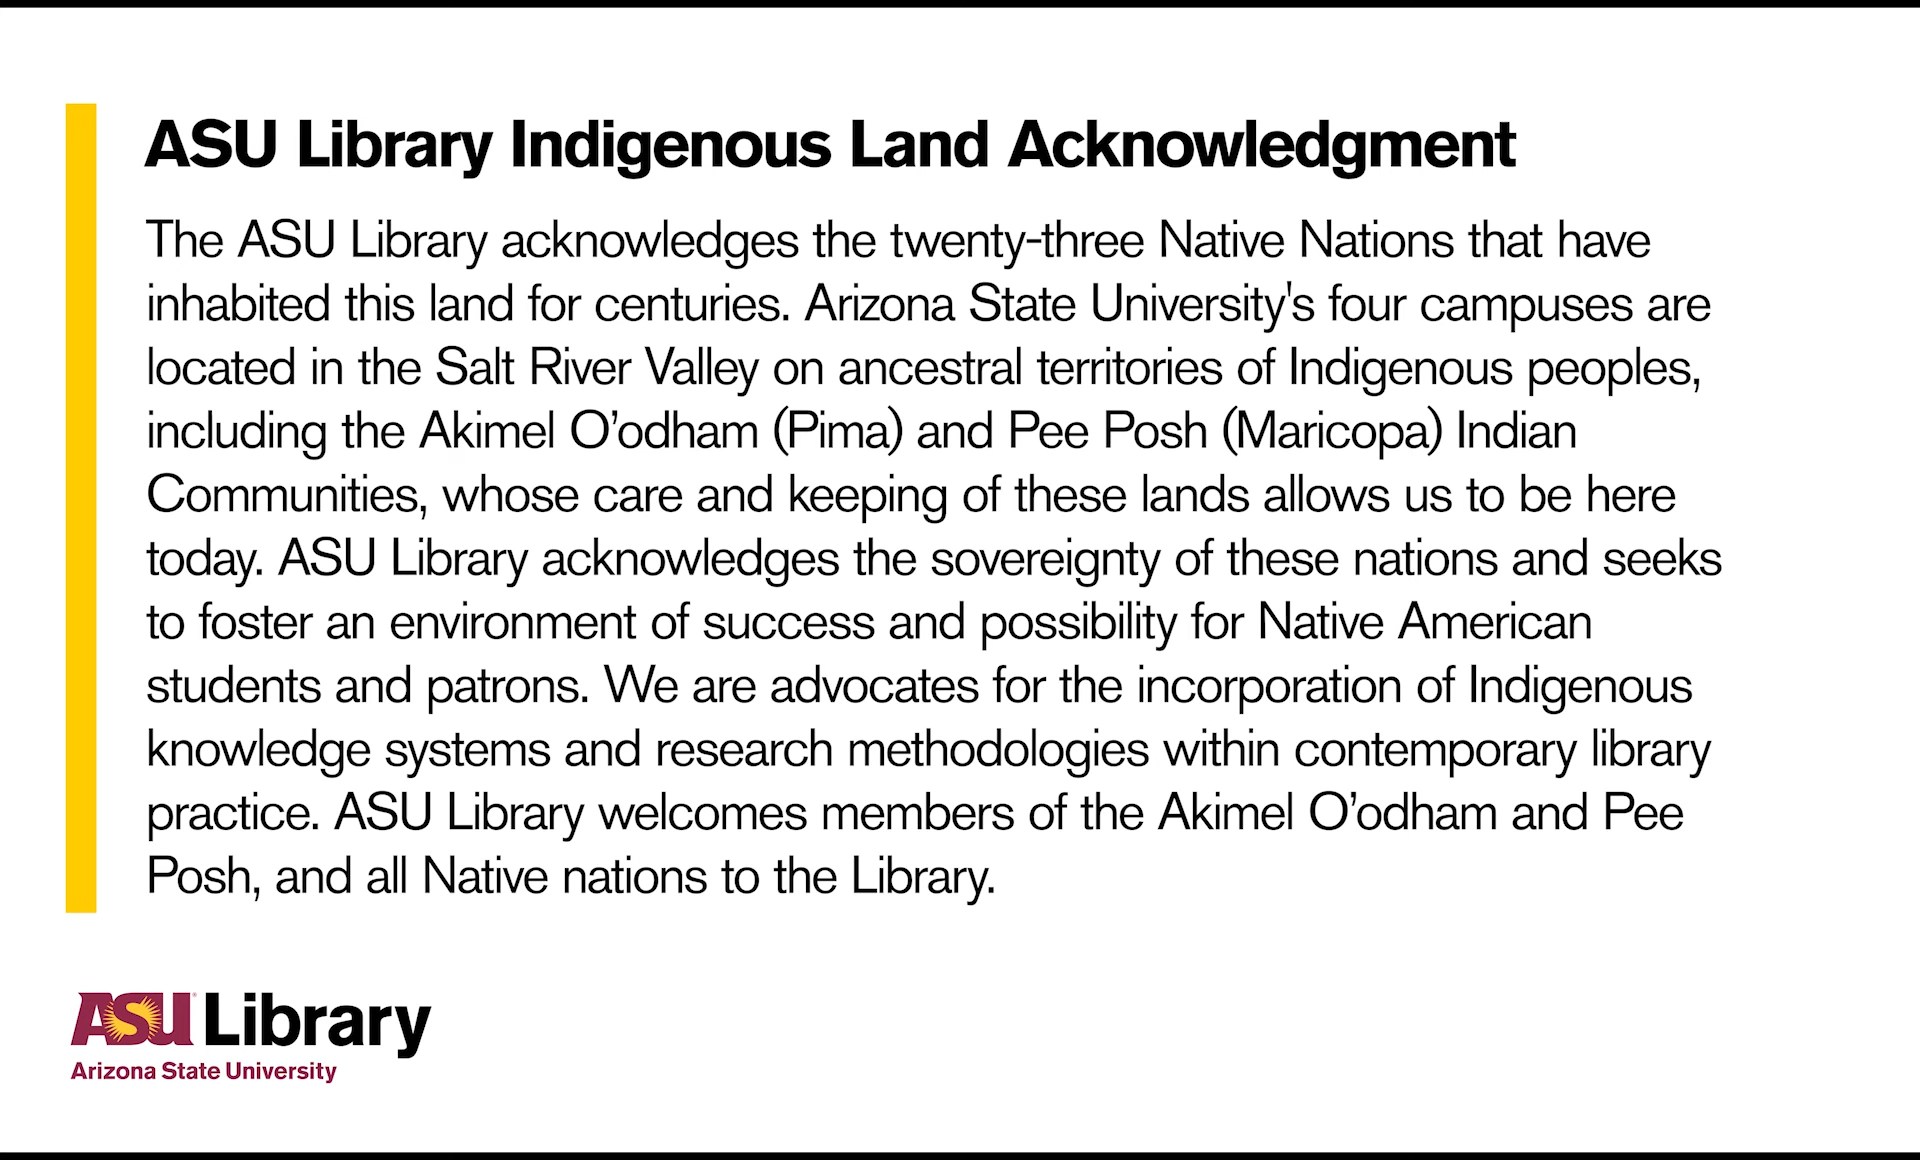 ASU Library Indigenous Land Acknowledgment
The ASU Library acknowledges the twenty-three Native Nations that have
inhabited this land for centuries. Arizona State University's four campuses are
located in the Salt River Valley on ancestral territories of Indigenous peoples,
including the Akimel O’odham (Pima) and Pee Posh (Maricopa) Indian
Communities, whose care and keeping of these lands allows us to be here
today. ASU Library acknowledges the sovereignty of these nations and seeks
to foster an environment of success and possibility for Native American
students and patrons. We are advocates for the incorporation of Indigenous
knowledge systems and research methodologies within contemporary library
practice. ASU Library welcomes members of the Akimel O’odham and Pee
Posh, and all Native nations to the Library.
ASU Library
Arizona State University